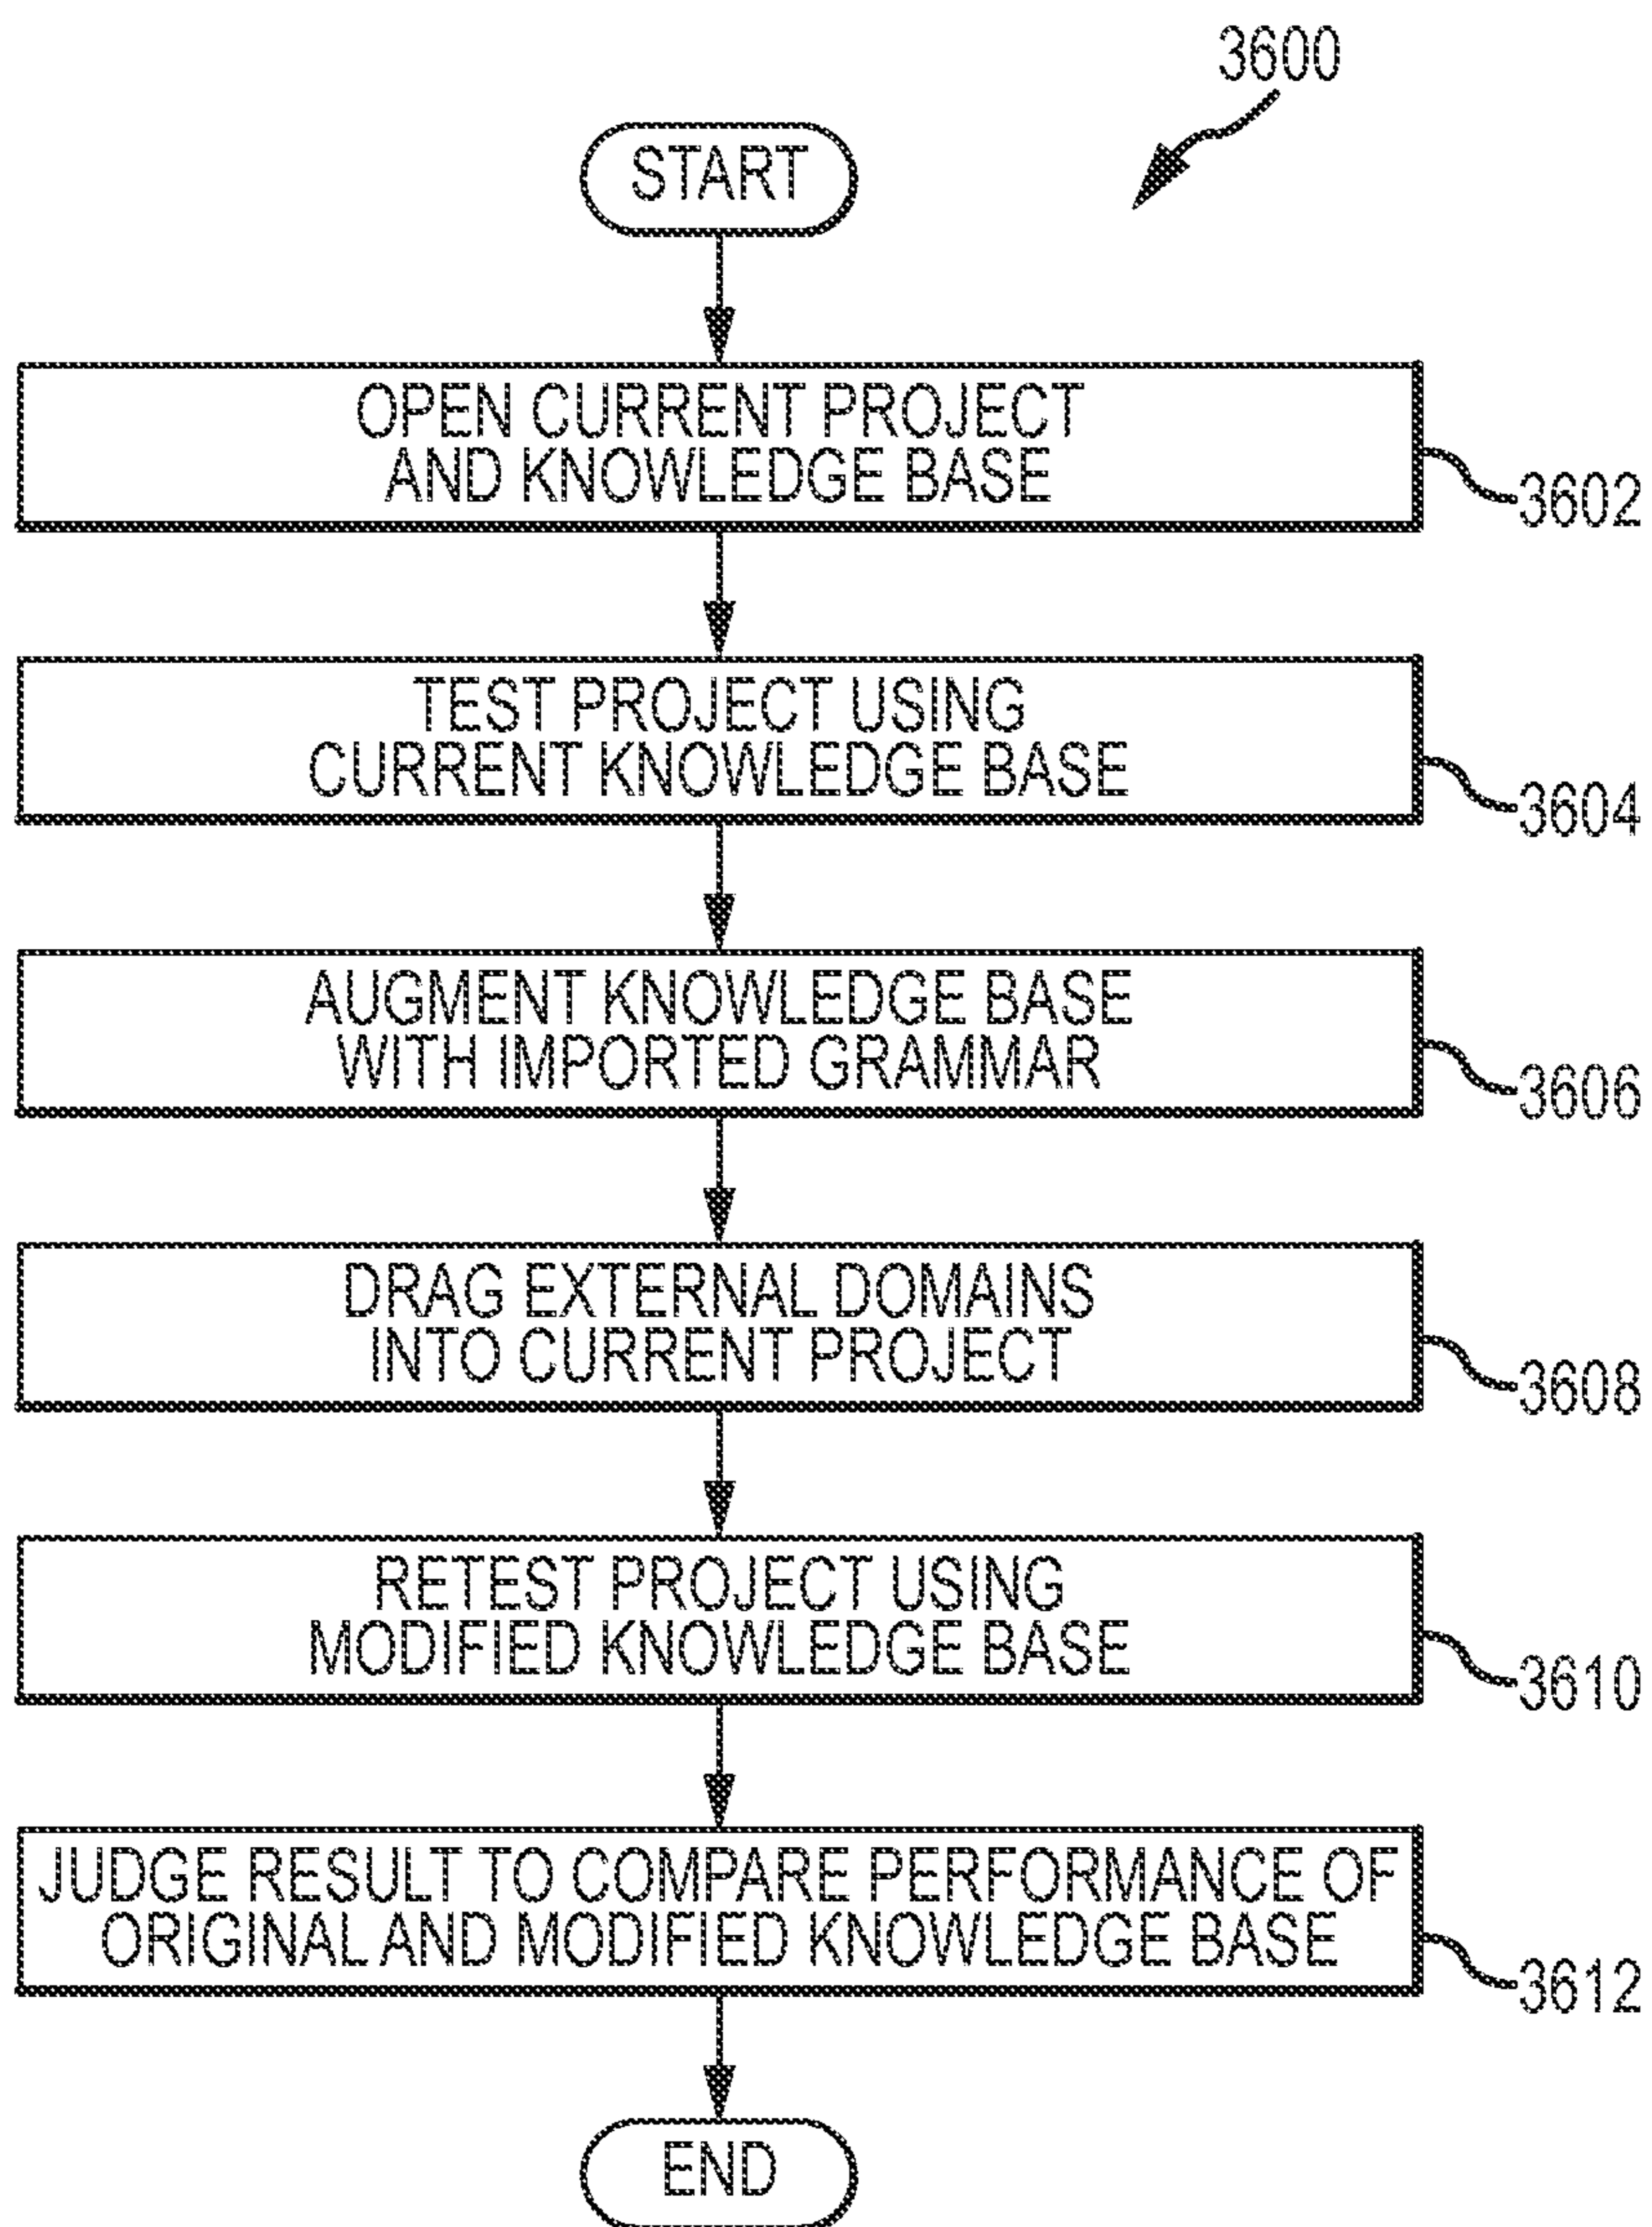 3600
START
OPEN CURRENT PROJECT
AND KNOWLEDGE BASE
3602
TEST PROJECT USING
CURRENT KNOWLEDGE BASE
3604
AUGMENT KNOWLEDGE BASE
WITH IMPORTED GRAMMAR
3606
DRAG EXTERNAL DOMAINS
INTO CURRENT PROJECT
3608
RETEST PROJECT USING
MODIFIED KNOWLEDGE BASE
3610
JUDGE RESULT TO COMPARE PERFORMANCE OF
ORIGINAL AND MODIFIED KNOWLEDGE BASE
3612
END